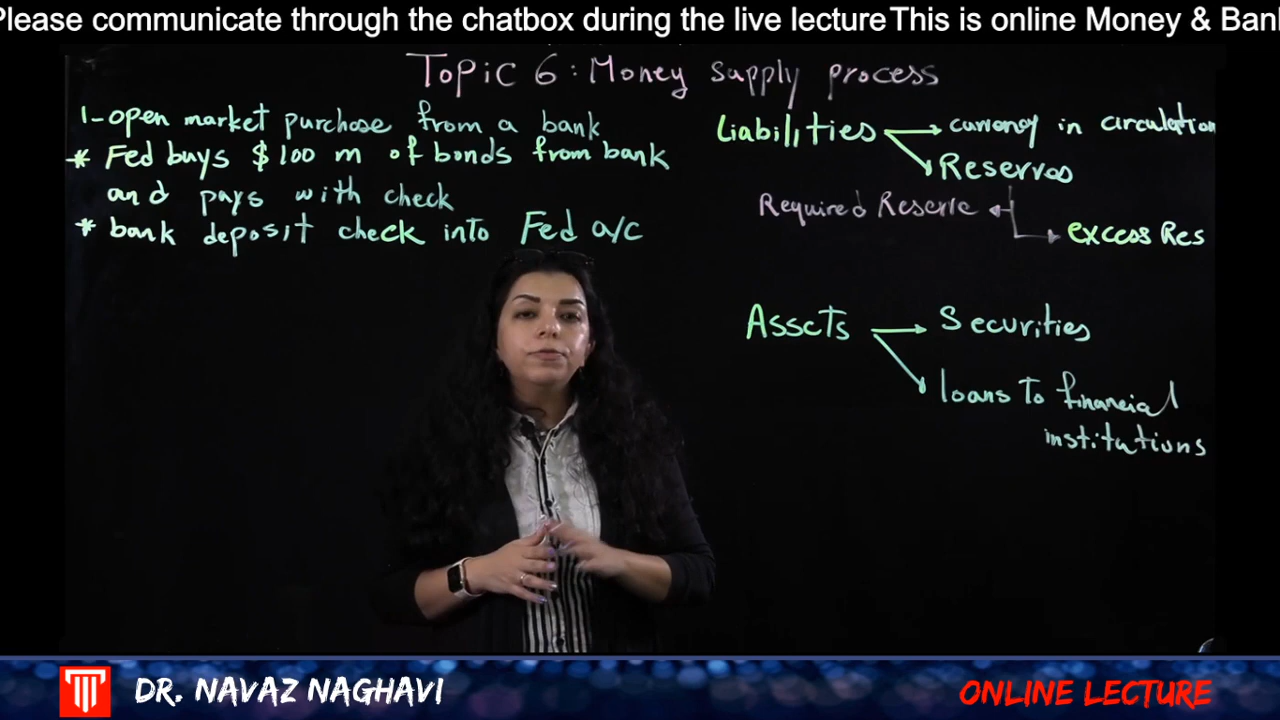 Please communicate through the chatbox during the live lecture This is online Money & Bank
Topic 6: Money supply process
1-open market purchase from a bank
* Fed buys $100 m of bonds from bank
and pays with check
* bank deposit check into Fed a/c
Liabilities → currency in circulation
Reserves
Required Reserve
excess Res
Assets → Securities
loans to financial
institutions
DR. NAVAZ NAGHAVI
ONLINE LECTURE